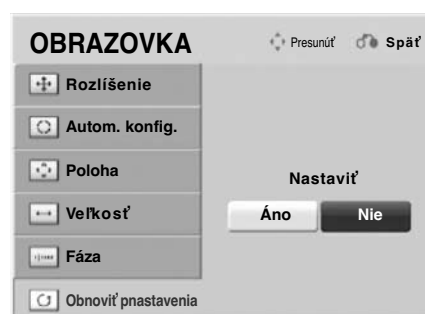 OBRAZOVKA
Presunúť Späť
Rozlíšenie
Autom. konfig.
Poloha
Veľkosť
Fáza
Obnoviť pnastavenia
Nastaviť
Áno Nie